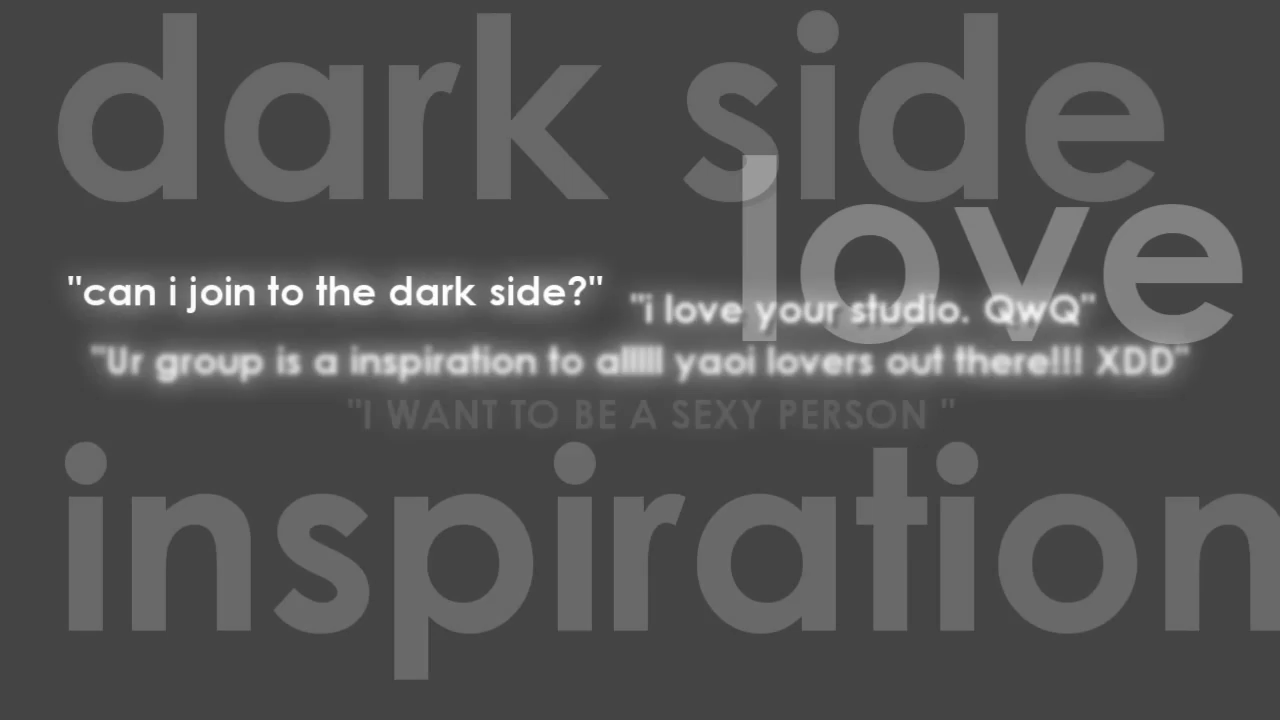 dark side
love
"can i join to the dark side?"
"i love your studio. QwQ"
"Ur group is a inspiration to allllll yaoi lovers out there!!! XDD"
"I WANT TO BE A SEXY PERSON "
inspiration